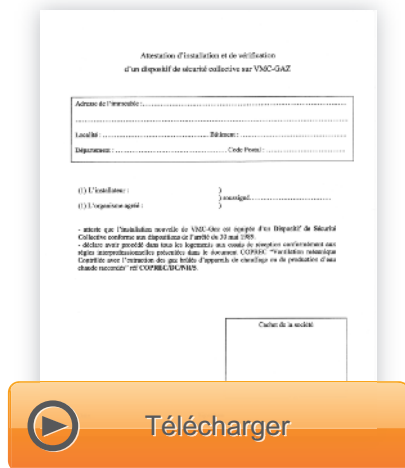 Attestation d'installation et de vérification
d'un dispositif de sécurité collective sur VMC-GAZ
Adresse de l'immeuble :
Localité : Bâtiment :
Département : Code Postal :
(1) L'installateur : )
) soussigné
(1) L'organisme agréé : )
- atteste que l'installation nouvelle de VMC-Gaz est équipée d'un Dispositif de Sécurité
Collective conforme aux dispositions de l'arrêté du 30 mai 1989.
- déclare avoir procédé dans tous les logements aux essais de réception conformément aux
règles interprofessionnelles présentées dans le document COPREC "Ventilation mécanique
Contrôlée avec l'extraction des gaz brûlés d'appareils de chauffage ou de production d'eau
chaude raccordés" réf COPREC/DC/
Cachet de la société
Télécharger